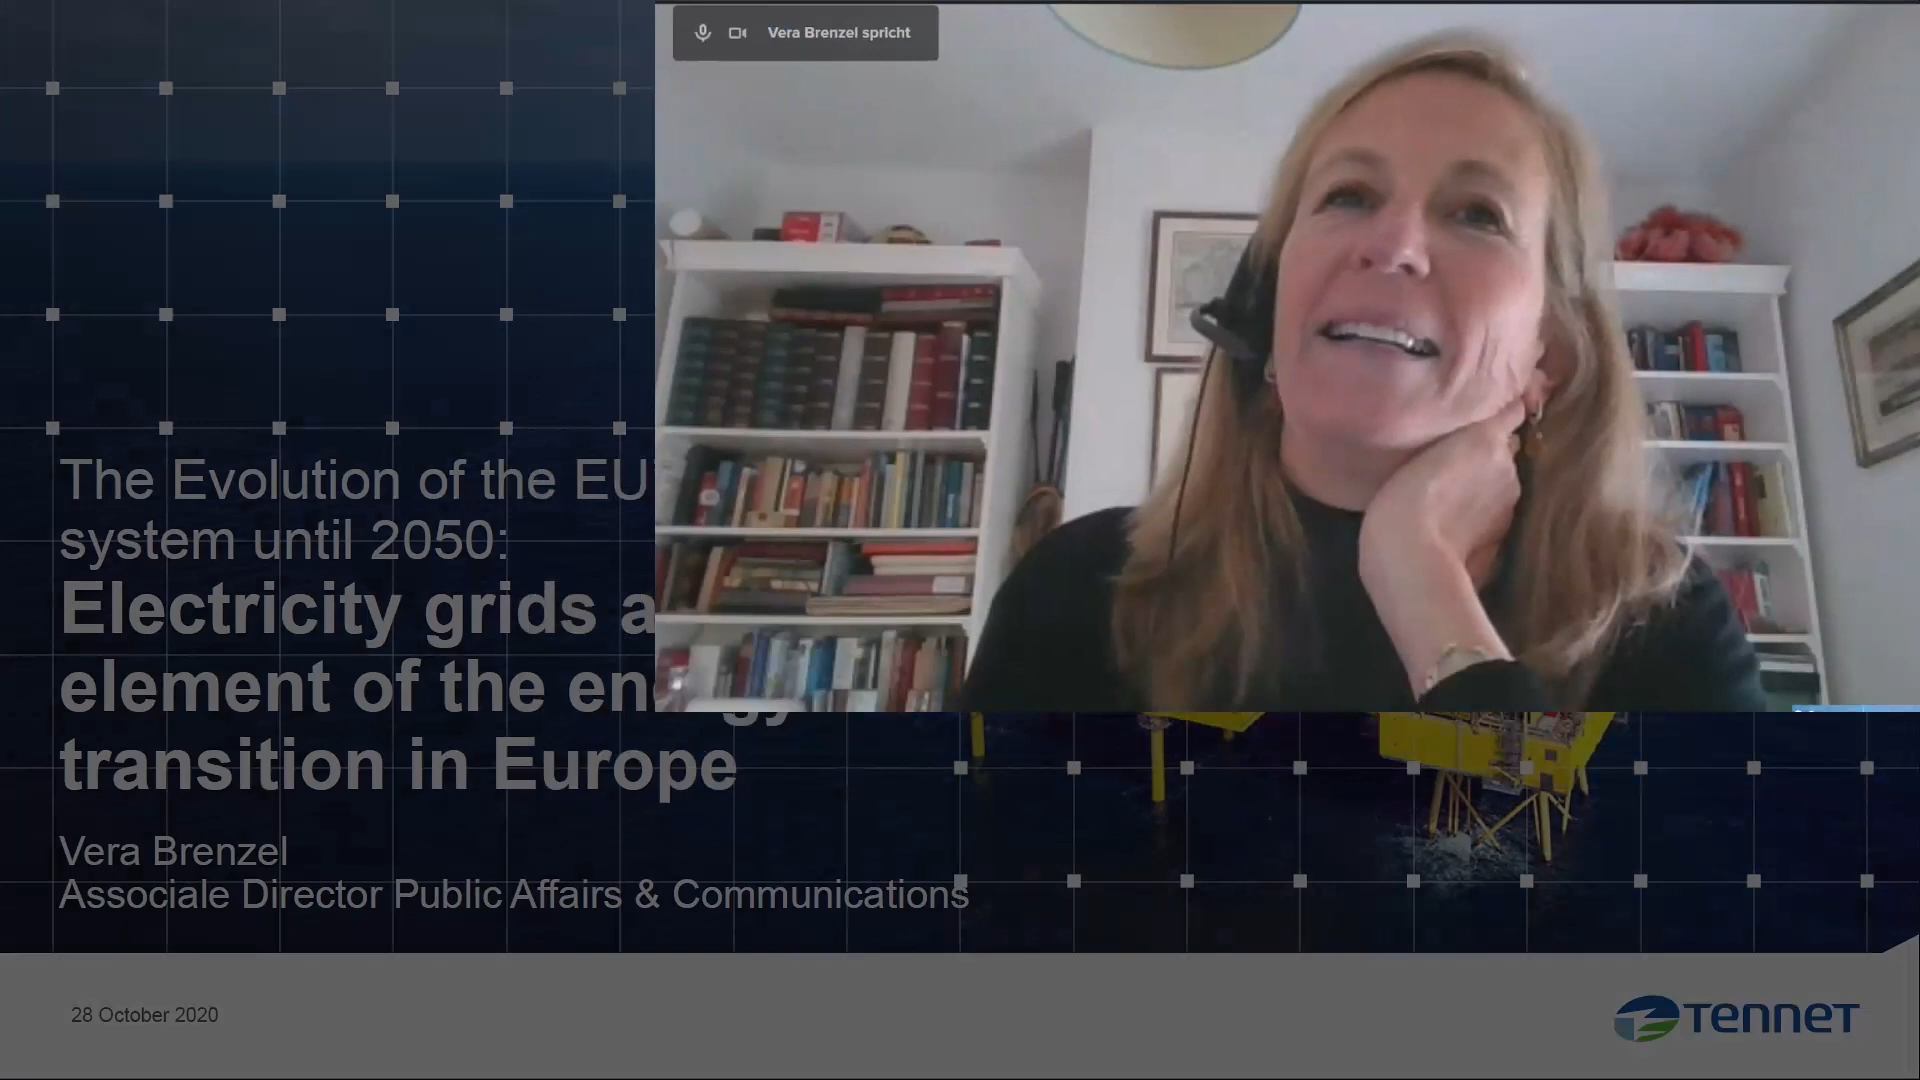 Vera Brenzel spricht
The Evolution of the EU
system until 2050:
Electricity grids a
element of the energy
transition in Europe
Vera Brenzel
Associale Director Public Affairs & Communications
28 October 2020
TENNET